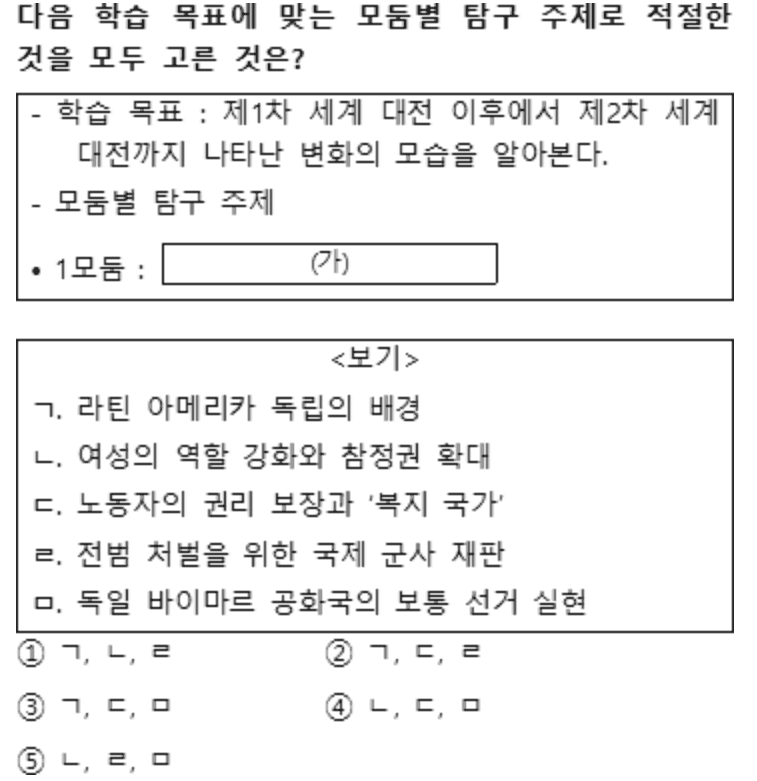 다음 학습 목표에 맞는 모둠별 탐구 주제로 적절한
것을 모두 고른 것은?
- 학습 목표 : 제1차 세계 대전 이후에서 제2차 세계
대전까지 나타난 변화의 모습을 알아본다.
- 모둠별 탐구 주제
• 1모둠 : (가)
<보기>
ㄱ. 라틴 아메리카 독립의 배경
ㄴ. 여성의 역할 강화와 참정권 확대
ㄷ. 노동자의 권리 보장과 '복지 국가'
ㄹ. 전범 처벌을 위한 국제 군사 재판
ㅁ. 독일 바이마르 공화국의 보통 선거 실현
① ㄱ, ㄴ, ㄹ ② ㄱ, ㄷ, ㄹ
③ ㄱ, ㄷ, ㅁ ④ ㄴ, ㄷ, ㅁ
⑤ ㄴ, ㄹ, ㅁ